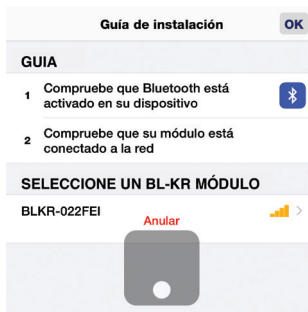 Guía de instalación OK
GUIA
1 Compruebe que Bluetooth está
activado en su dispositivo
2 Compruebe que su módulo está
conectado a la red
SELECCIONE UN BL-KR MÓDULO
BLKR-022FEI
Anular